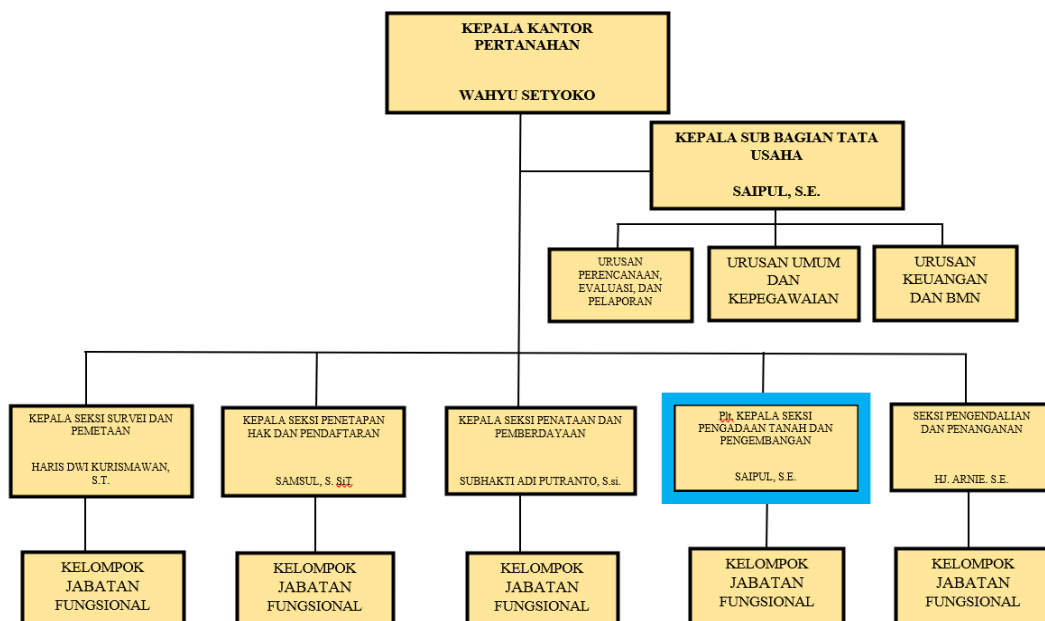 KEPALA KANTOR
PERTANAHAN
WAHYU SETYOKO
KEPALA SUB BAGIAN TATA
USAHA
SAIPUL, S.E.
URUSAN
PERENCANAAN,
EVALUASI, DAN
PELAPORAN
URUSAN UMUM
DAN
KEPEGAWAIAN
URUSAN
KEUANGAN
DAN BMN
KEPALA SEKSI SURVEI DAN
PEMETAAN
HARIS DWI KURISMAWAN,
S.T.
KEPALA SEKSI PENETAPAN
HAK DAN PENDAFTARAN
SAMSUL, S. SiT
KEPALA SEKSI PENATAAN DAN
PEMBERDAYAAN
SUBHAKTI ADI PUTRANTO, S.si.
Plt. KEPALA SEKSI
PENGADAAN TANAH DAN
PENGEMBANGAN
SAIPUL, S.E.
SEKSI PENGENDALIAN
DAN PENANGANAN
HJ. ARNIE. S.E.
KELOMPOK
JABATAN
FUNGSIONAL
KELOMPOK
JABATAN
FUNGSIONAL
KELOMPOK
JABATAN
FUNGSIONAL
KELOMPOK
JABATAN
FUNGSIONAL
KELOMPOK
JABATAN
FUNGSIONAL